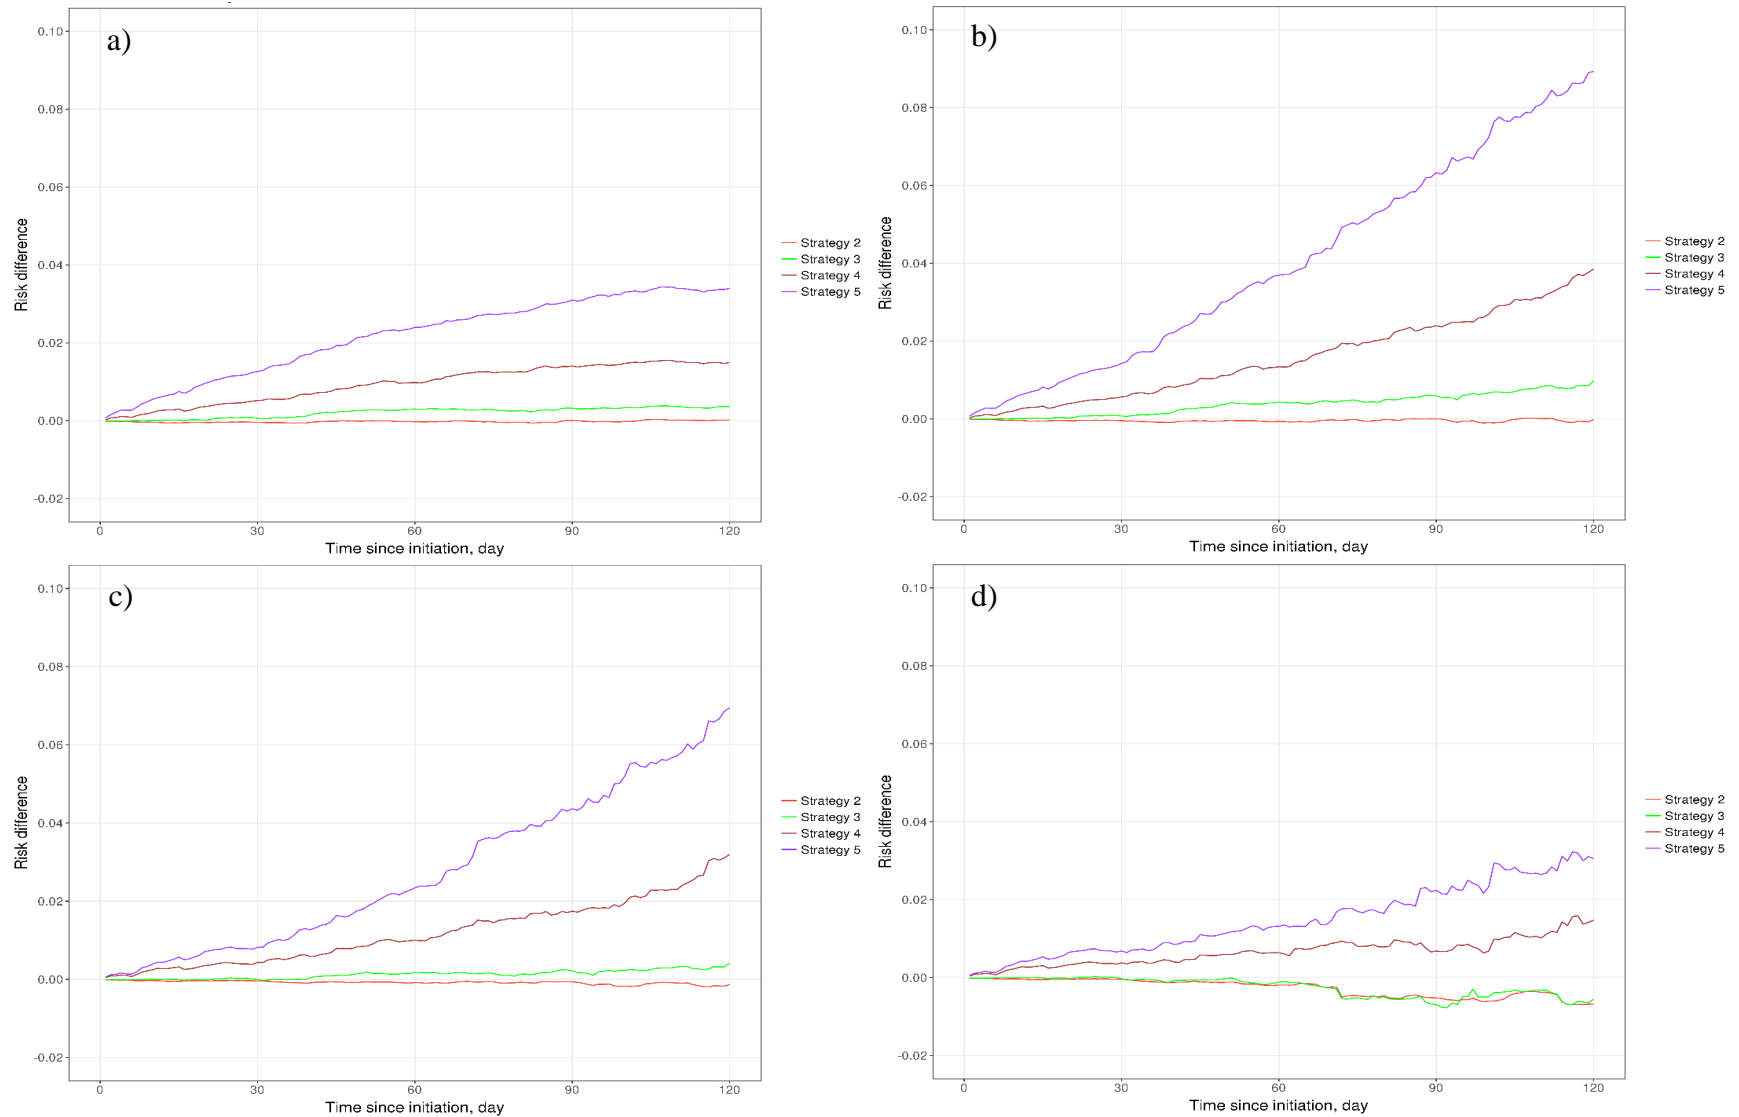 a)
0.10
0.08
0.06
0.04
0.02
0.00
-0.02
0 30 60 90 120
Time since initiation, day
Risk difference
Strategy 2
Strategy 3
Strategy 4
Strategy 5
b)
0.10
0.08
0.06
0.04
0.02
0.00
-0.02
0 30 60 90 120
Time since initiation, day
Risk difference
Strategy 2
Strategy 3
Strategy 4
Strategy 5
c)
0.10
0.08
0.06
0.04
0.02
0.00
-0.02
0 30 60 90 120
Time since initiation, day
Risk difference
Strategy 2
Strategy 3
Strategy 4
Strategy 5
d)
0.10
0.08
0.06
0.04
0.02
0.00
-0.02
0 30 60 90 120
Time since initiation, day
Risk difference
Strategy 2
Strategy 3
Strategy 4
Strategy 5